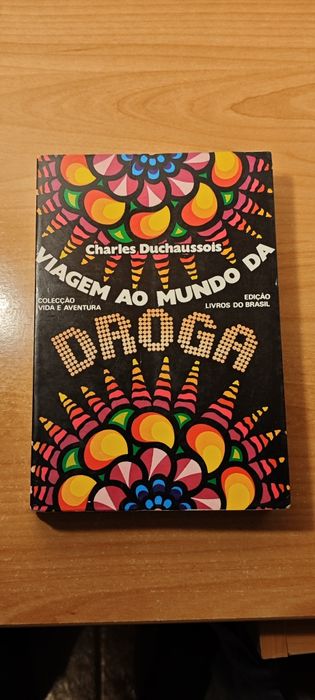 Charles Duchaussois
VIAGEM AO MUNDO DA
COLECÇÃO
VIDA E AVENTURA
EDIÇÃO
LIVROS DO BRASIL
DROGA